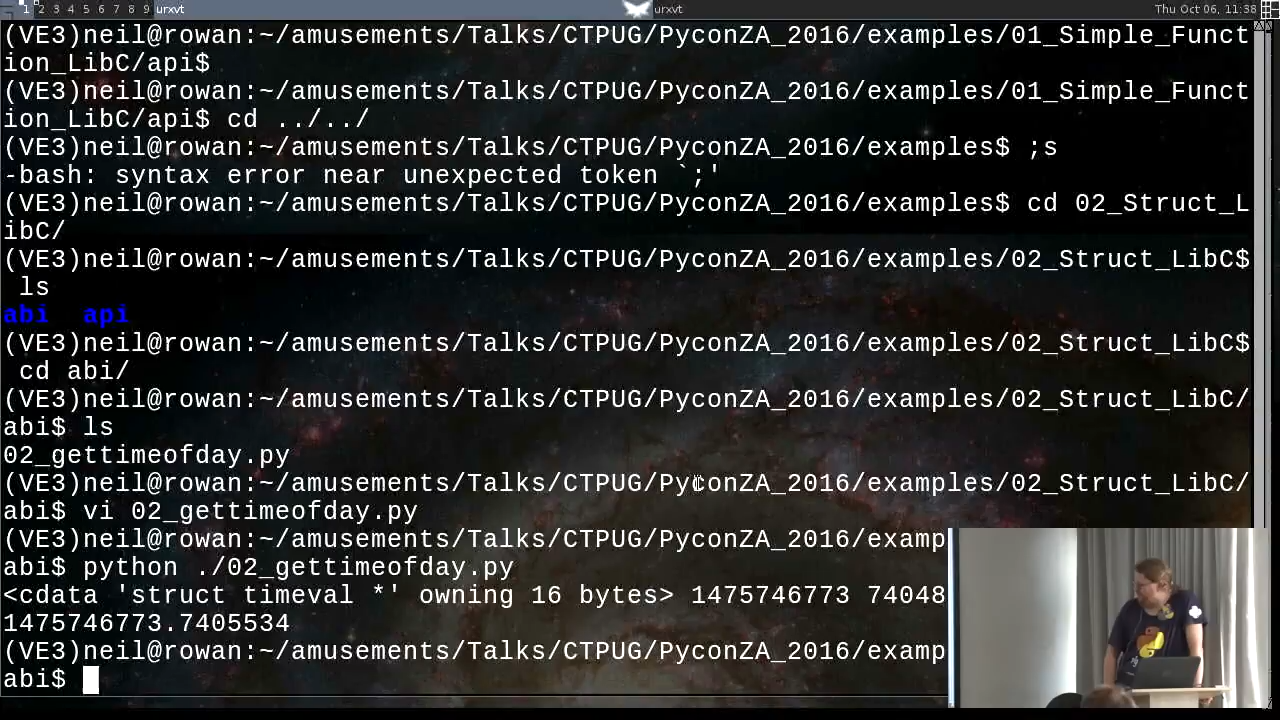 1 2 3 4 5 6 7 8 9 urxvt urxvt Thu Oct 06, 11:38
(VE3)neil@rowan:~/amusements/Talks/CTPUG/PyconZA_2016/examples/01_Simple_Funct
ion_LibC/api$
(VE3)neil@rowan:~/amusements/Talks/CTPUG/PyconZA_2016/examples/01_Simple_Funct
ion_LibC/api$ cd ../../
(VE3)neil@rowan:~/amusements/Talks/CTPUG/PyconZA_2016/examples$ ;s
-bash: syntax error near unexpected token `;'
(VE3)neil@rowan:~/amusements/Talks/CTPUG/PyconZA_2016/examples$ cd 02_Struct_L
ibC/
(VE3)neil@rowan:~/amusements/Talks/CTPUG/PyconZA_2016/examples/02_Struct_LibC$
ls
abi api
(VE3)neil@rowan:~/amusements/Talks/CTPUG/PyconZA_2016/examples/02_Struct_LibC$
cd abi/
(VE3)neil@rowan:~/amusements/Talks/CTPUG/PyconZA_2016/examples/02_Struct_LibC/
abi$ ls
02_gettimeofday.py
(VE3)neil@rowan:~/amusements/Talks/CTPUG/PyconZA_2016/examples/02_Struct_LibC/
abi$ vi 02_gettimeofday.py
(VE3)neil@rowan:~/amusements/Talks/CTPUG/PyconZA_2016/examp
abi$ python ./02_gettimeofday.py
<cdata 'struct timeval *' owning 16 bytes> 1475746773 74048
1475746773.7405534
(VE3)neil@rowan:~/amusements/Talks/CTPUG/PyconZA_2016/examp
abi$